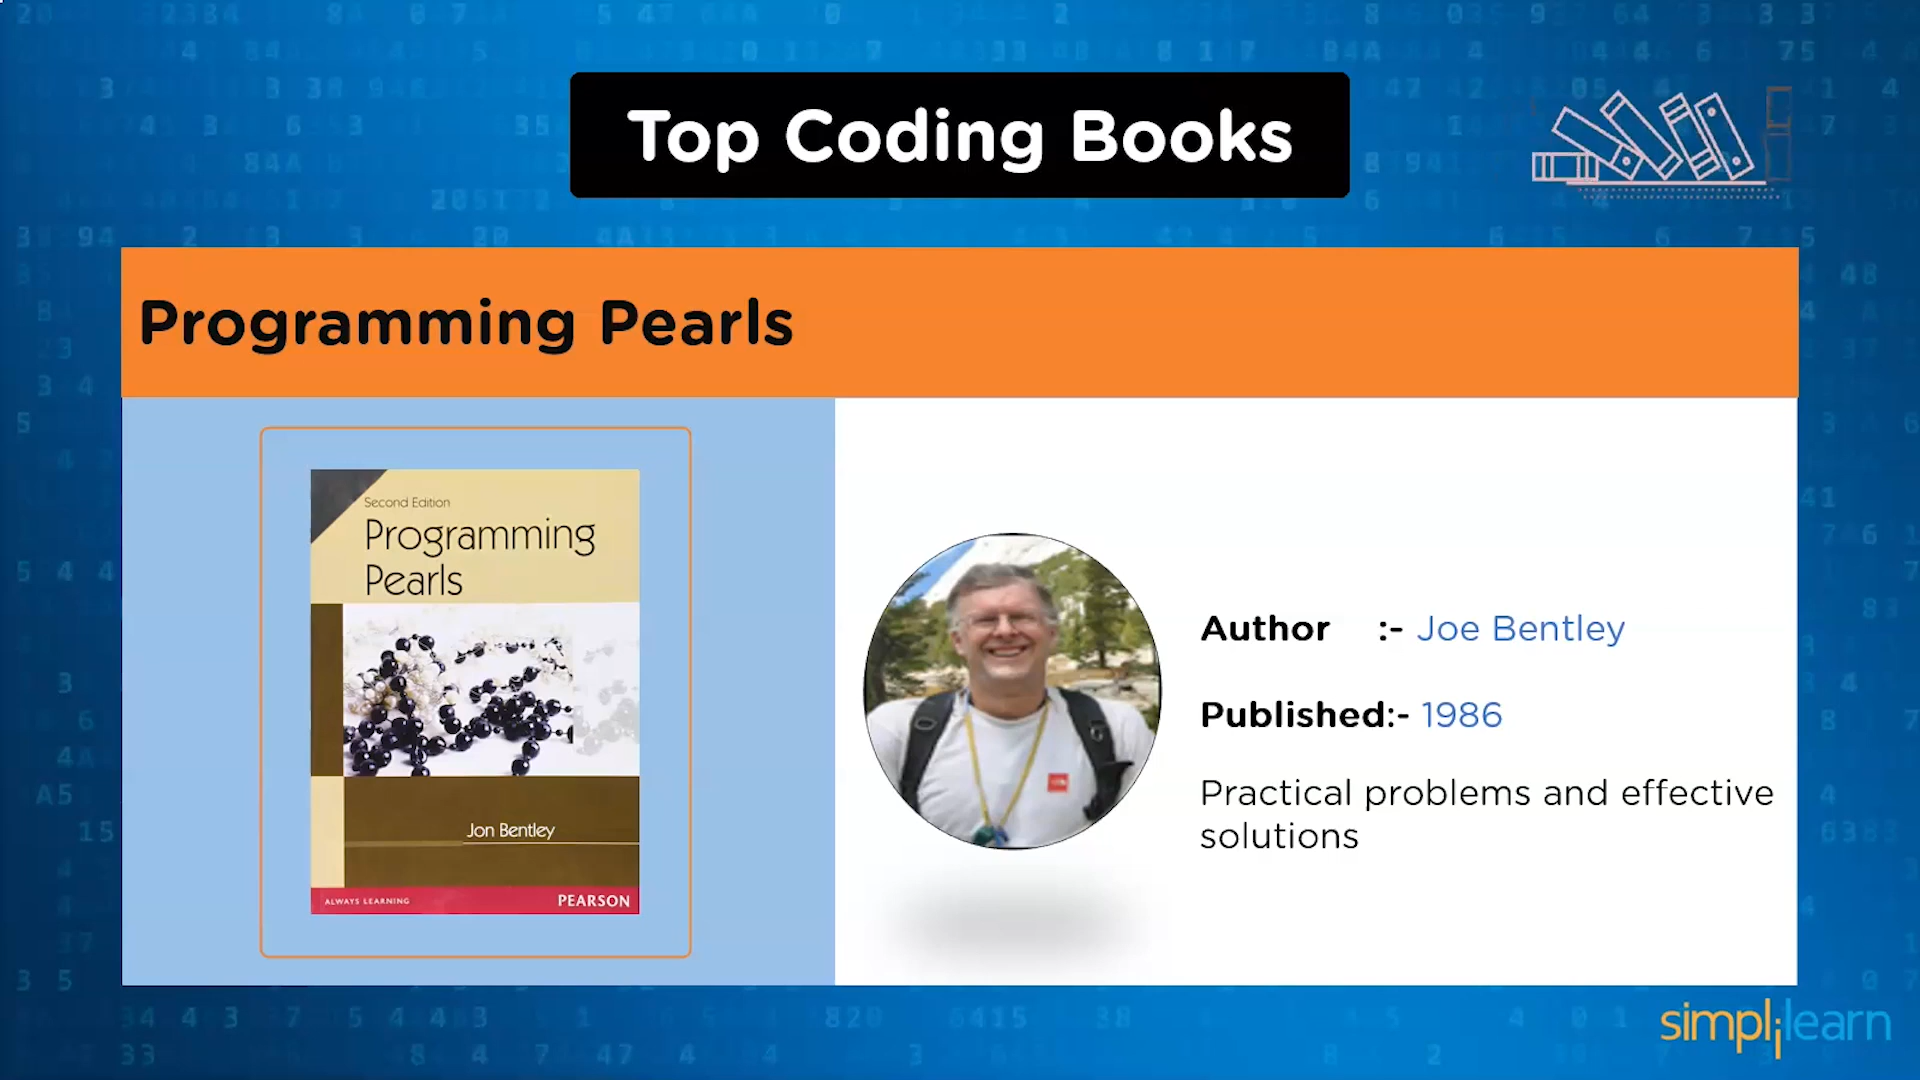 Top Coding Books
Programming Pearls
Second Edition
Programming
Pearls
Jon Bentley
ALWAYS LEARNING
PEARSON
Author :- Joe Bentley
Published:- 1986
Practical problems and effective
solutions
simplilearn